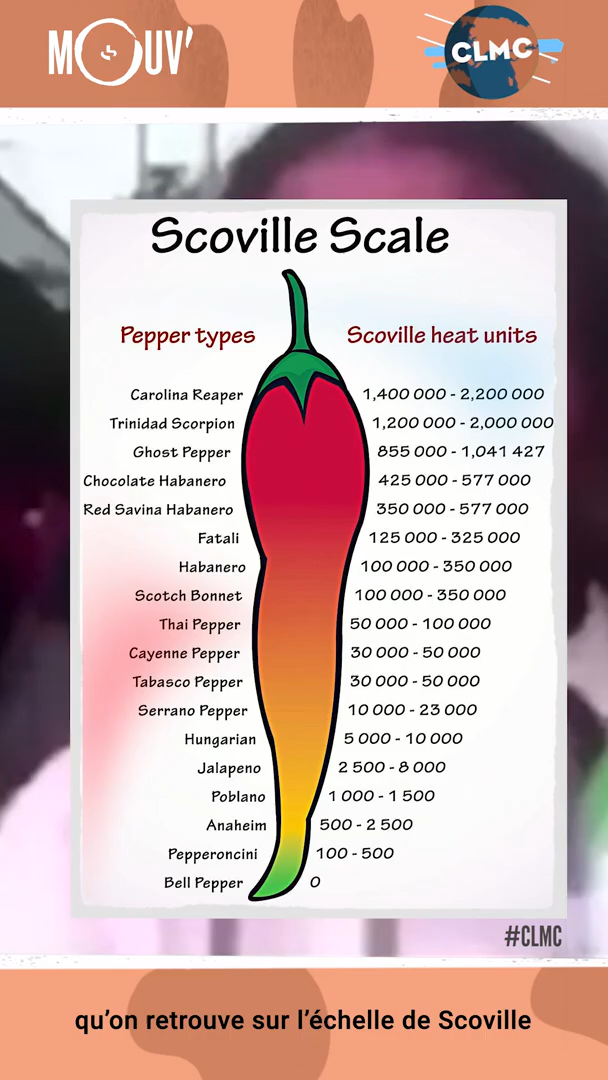 MOUV'
CLMC
Scoville Scale
Pepper types Scoville heat units
Carolina Reaper 1,400 000 - 2,200 000
Trinidad Scorpion 1,200 000 - 2,000 000
Ghost Pepper 855 000 - 1,041 427
Chocolate Habanero 425 000 - 577 000
Red Savina Habanero 350 000 - 577 000
Fatali 125 000 - 325 000
Habanero 100 000 - 350 000
Scotch Bonnet 100 000 - 350 000
Thai Pepper 50 000 - 100 000
Cayenne Pepper 30 000 - 50 000
Tabasco Pepper 30 000 - 50 000
Serrano Pepper 10 000 - 23 000
Hungarian 5 000 - 10 000
Jalapeno 2 500 - 8 000
Poblano 1 000 - 1 500
Anaheim 500 - 2 500
Pepperoncini 100 - 500
Bell Pepper 0
#CLMC
qu'on retrouve sur l'échelle de Scoville